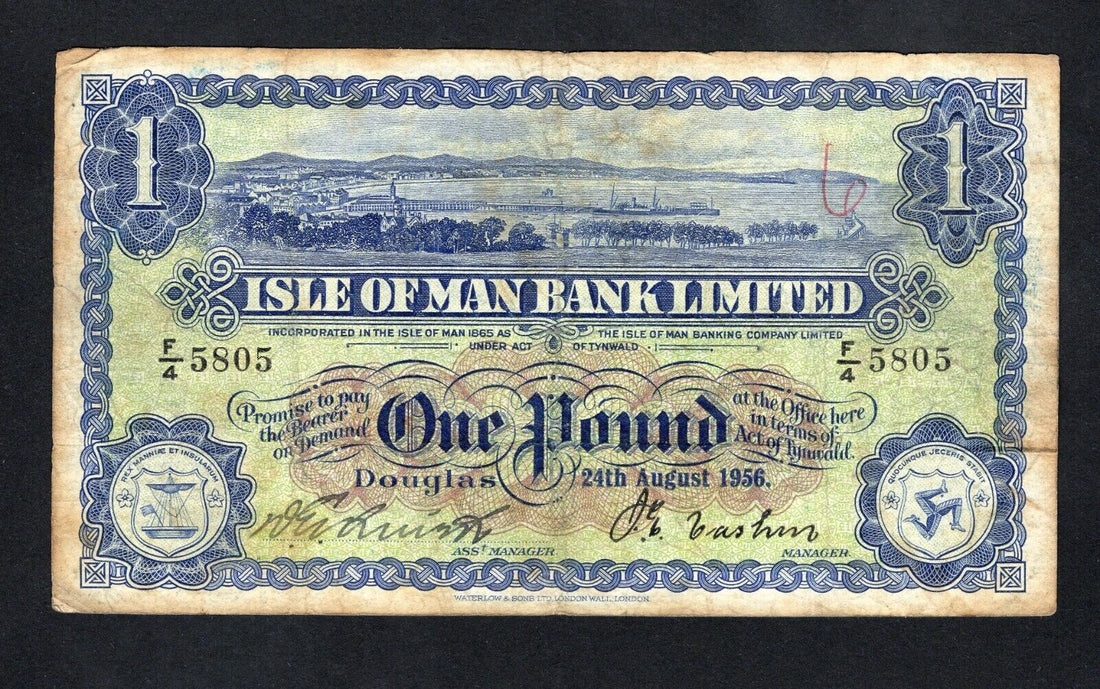 1 1
6
ISLE OF MAN BANK LIMITED
INCORPORATED IN THE ISLE OF MAN 1865 AS THE ISLE OF MAN BANKING COMPANY LIMITED
UNDER ACT OF TYNWALD
F/4 5805 F/4 5805
Promise to pay
the Bearer
on Demand
One Pound
at the Office here
in terms of
Act of Tynwald.
Douglas 24th August 1956.
REX MANNIÆ ET INSULARUM
QUOCUNQUE JECERIS STABIT
J. E. Cashin
ASST MANAGER MANAGER
WATERLOW & SONS LTD. LONDON WALL, LONDON.